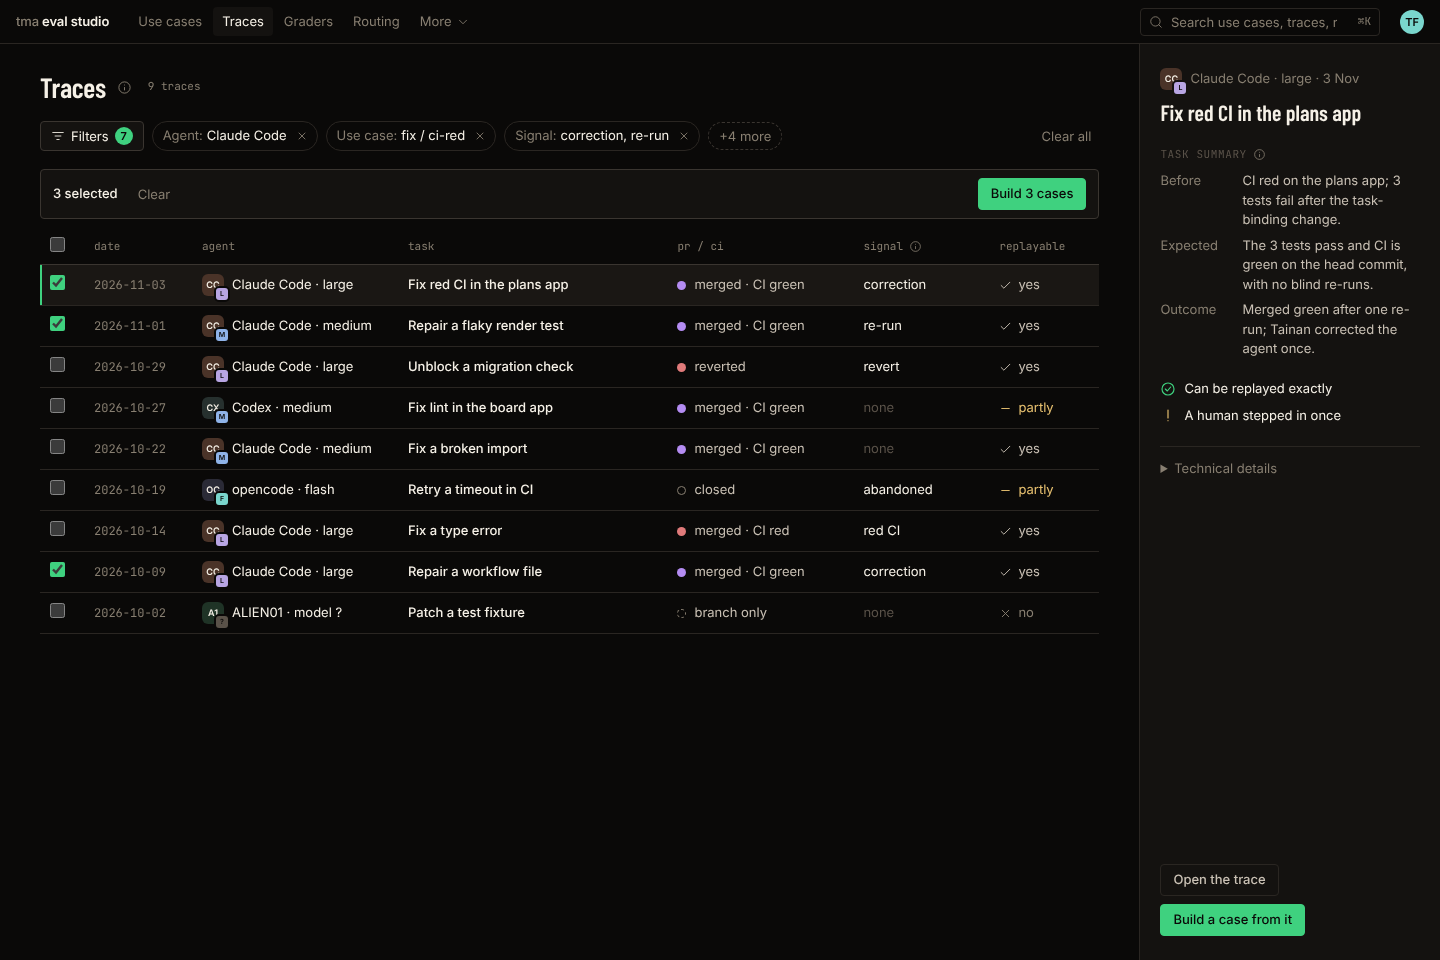 tma eval studio
Use cases
Traces
Graders
Routing
More
Search use cases, traces, r
⌘K
TF
Traces
9 traces
Filters 7
Agent: Claude Code ×
Use case: fix / ci-red ×
Signal: correction, re-run ×
+4 more
Clear all
3 selected
Clear
Build 3 cases
date agent task pr / ci signal replayable
2026-11-03 CC L Claude Code · large Fix red CI in the plans app merged · CI green correction yes
2026-11-01 CC M Claude Code · medium Repair a flaky render test merged · CI green re-run yes
2026-10-29 CC L Claude Code · large Unblock a migration check reverted revert yes
2026-10-27 CX M Codex · medium Fix lint in the board app merged · CI green none partly
2026-10-22 CC M Claude Code · medium Fix a broken import merged · CI green none yes
2026-10-19 OC F opencode · flash Retry a timeout in CI closed abandoned partly
2026-10-14 CC L Claude Code · large Fix a type error merged · CI red red CI yes
2026-10-09 CC L Claude Code · large Repair a workflow file merged · CI green correction yes
2026-10-02 A1 ? ALIEN01 · model ? Patch a test fixture branch only none no
CC L Claude Code · large · 3 Nov
Fix red CI in the plans app
TASK SUMMARY
Before
CI red on the plans app; 3
tests fail after the task-
binding change.
Expected
The 3 tests pass and CI is
green on the head commit,
with no blind re-runs.
Outcome
Merged green after one re-
run; Tainan corrected the
agent once.
Can be replayed exactly
! A human stepped in once
Technical details
Open the trace
Build a case from it